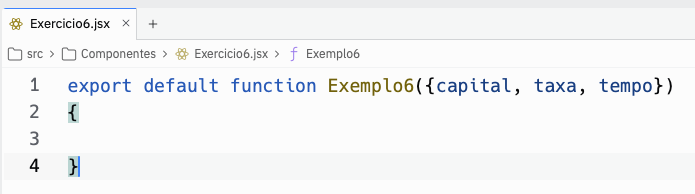 Exercicio6.jsx × +
src > Componentes > Exercicio6.jsx > Exemplo6
1 export default function Exemplo6({capital, taxa, tempo})
2 {
3
4 }